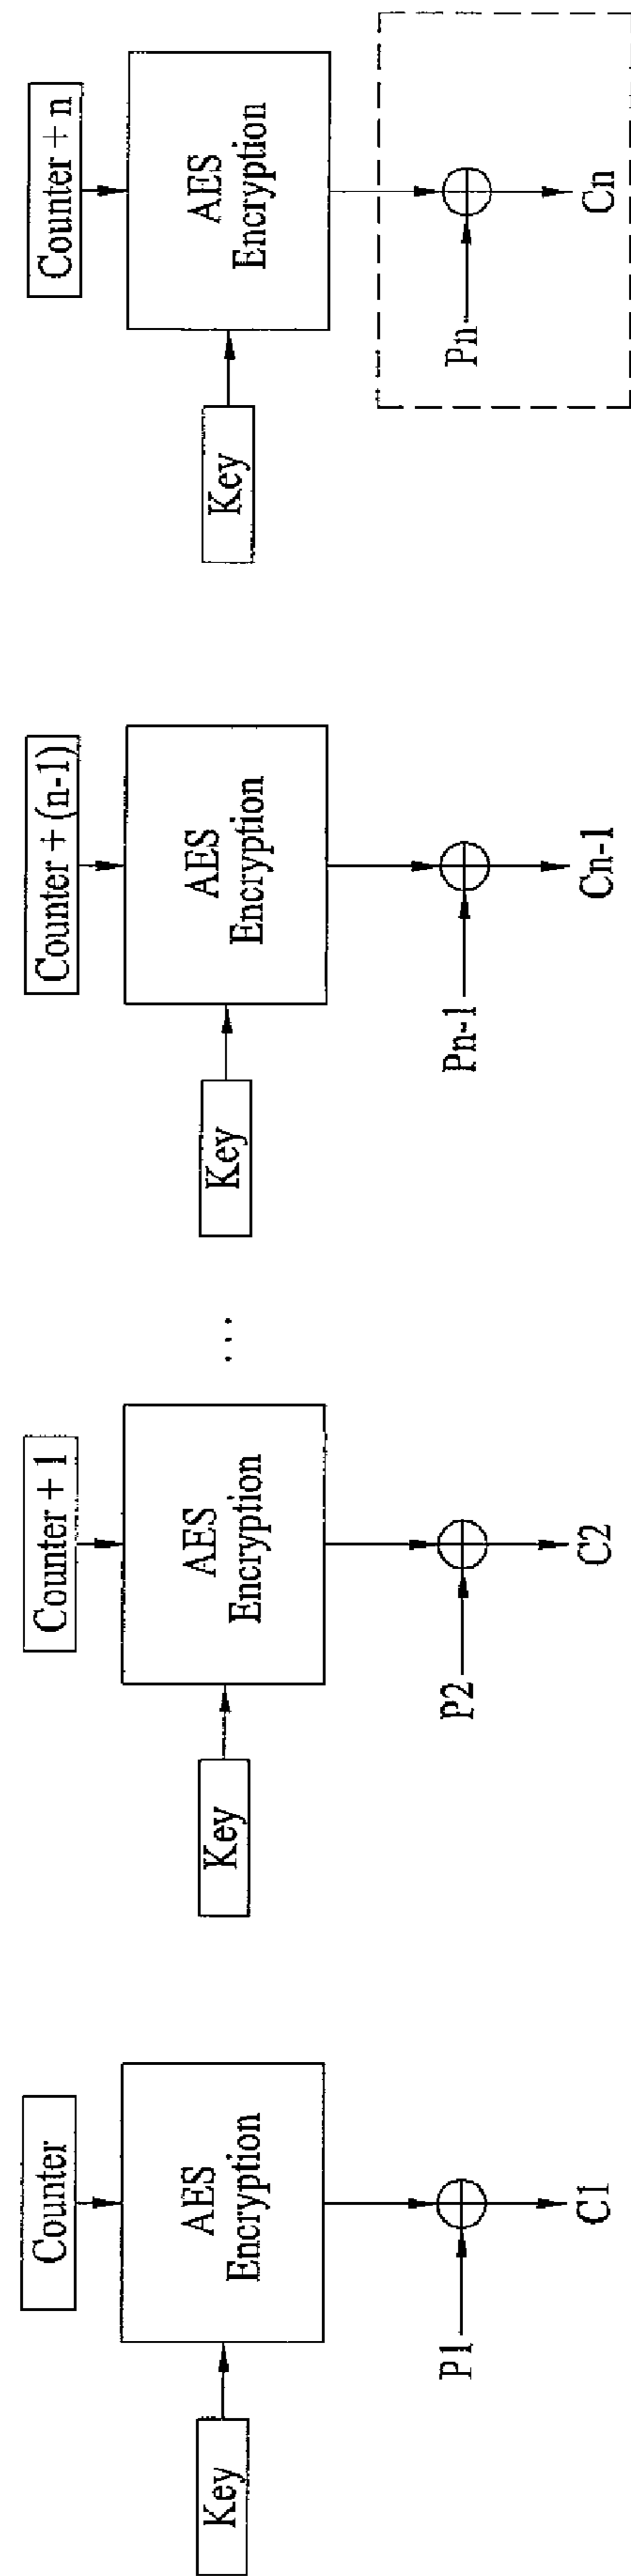 Counter
Key
AES
Encryption
P1
C1
Counter + 1
Key
AES
Encryption
P2
C2
...
Counter + (n-1)
Key
AES
Encryption
Pn-1
Cn-1
Counter + n
Key
AES
Encryption
Pn
Cn